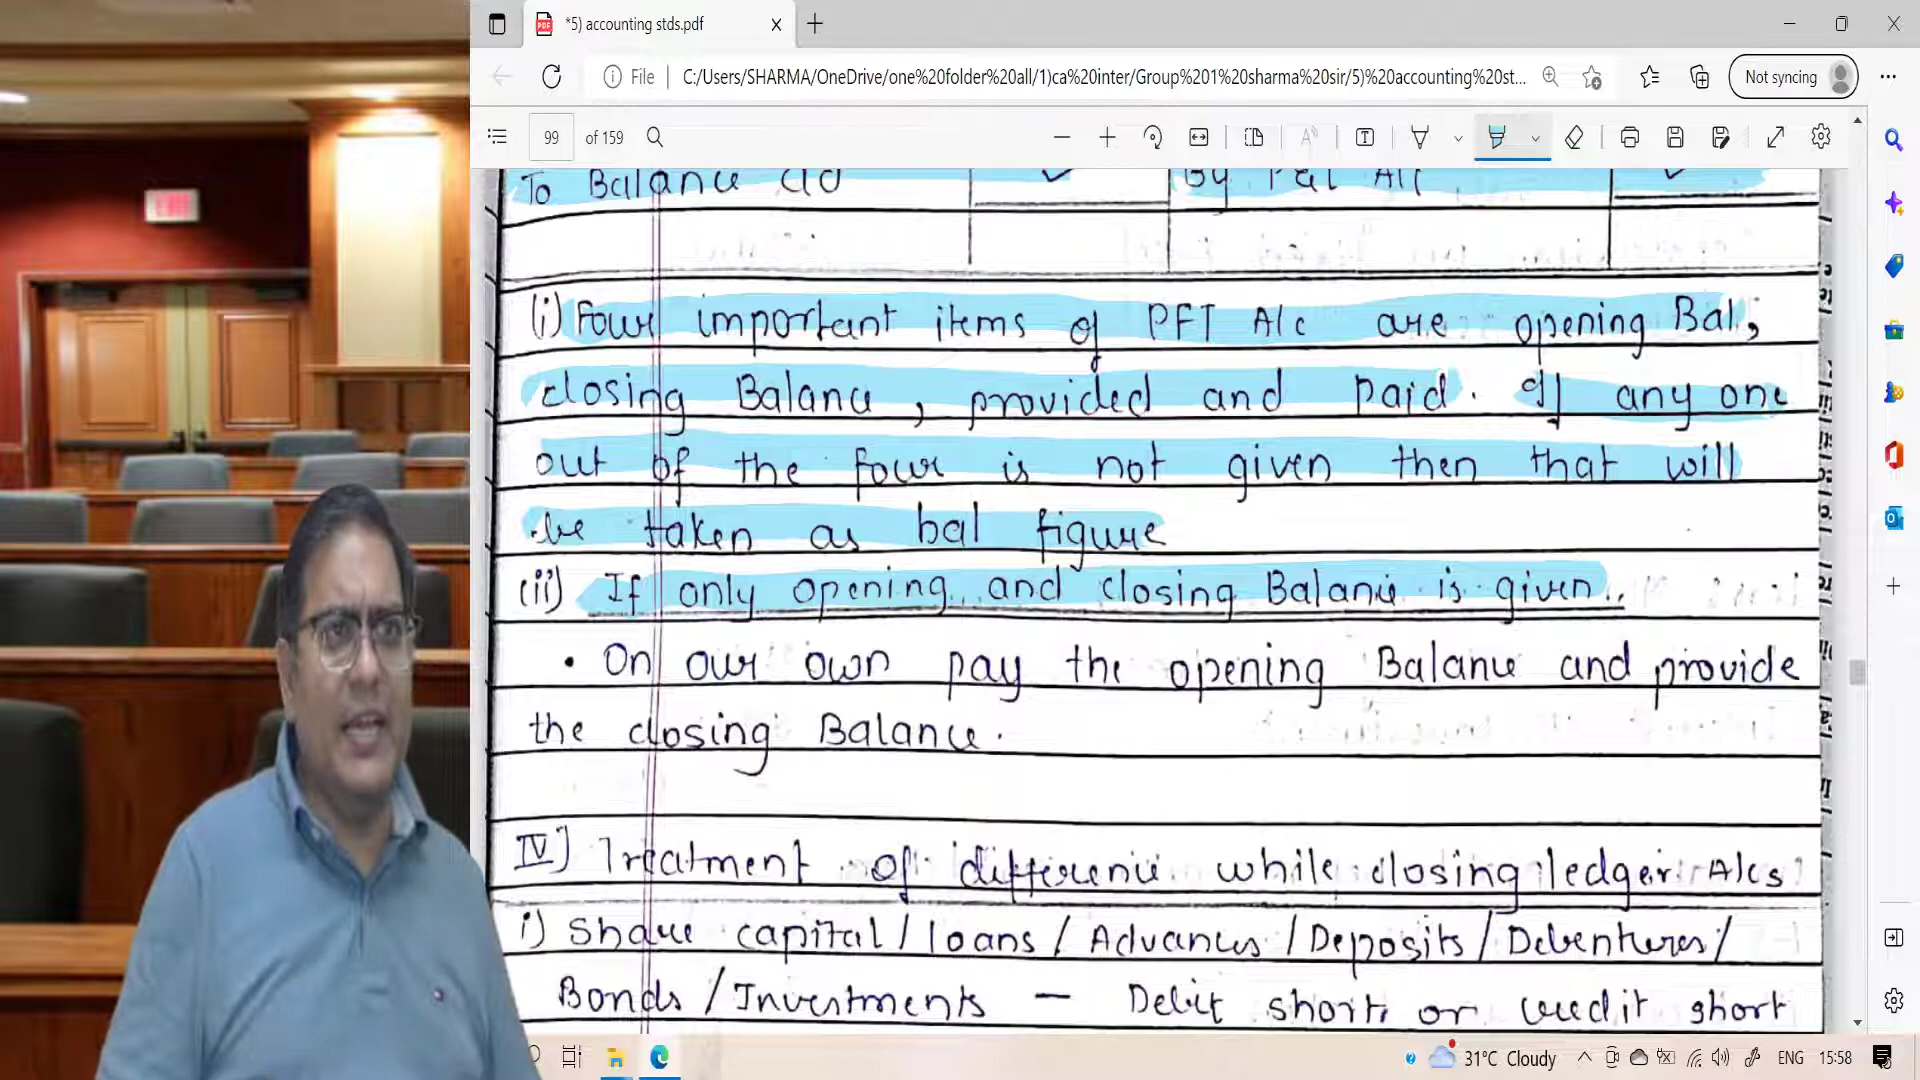 *5) accounting stds.pdf
File
C:/Users/SHARMA/OneDrive/one%20folder%20all/1)ca%20inter/Group%201%20sharma%20sir/5)%20accounting%20st...
Not syncing
99 of 159
To Balance c/d By P&L A/c
(i) Four important items of PFT A/c are opening Bal,
closing Balance, provided and paid. If any one
out of the four is not given then that will
be taken as bal figure
(ii) If only opening and closing Balance is given.
• On our own pay the opening Balance and provide
the closing Balance.
IV] Treatment of difference while closing ledger A/cs
i) Share capital / loans / Advances / Deposits / Debentures /
Bonds / Investments — Debit short or credit short
31°C Cloudy
ENG
15:58